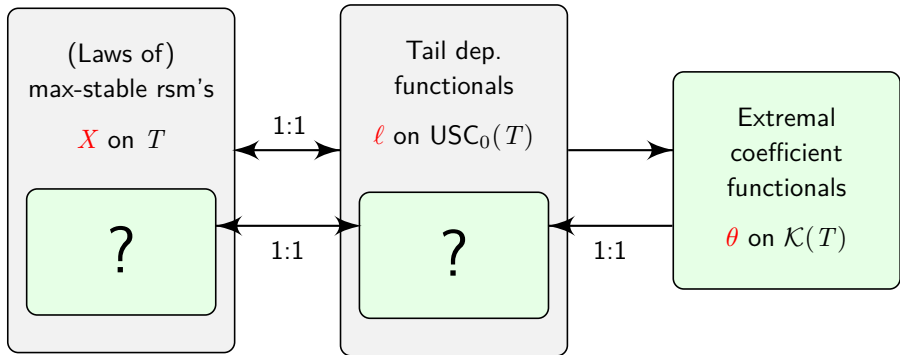 (Laws of)
max-stable rsm's
X on T
?
1:1
1:1
Tail dep.
functionals
ℓ on USC₀(T)
?
1:1
Extremal
coefficient
functionals
θ on 𝒦(T)